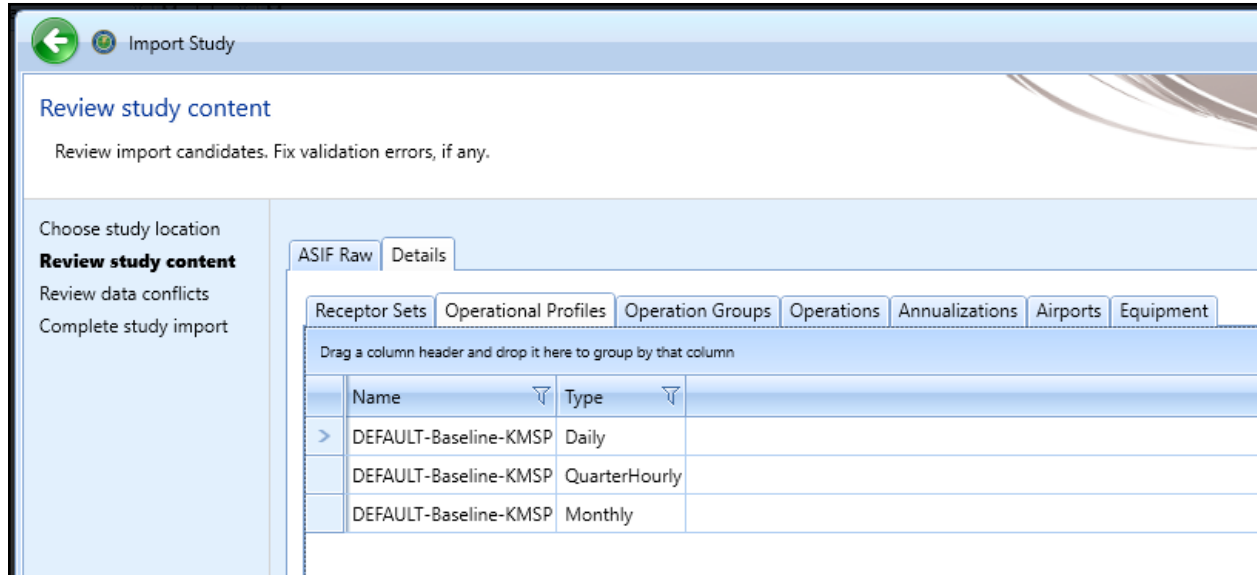 Import Study
Review study content
Review import candidates. Fix validation errors, if any.
Choose study location
Review study content
Review data conflicts
Complete study import
ASIF Raw Details
Receptor Sets Operational Profiles Operation Groups Operations Annualizations Airports Equipment
Drag a column header and drop it here to group by that column
Name Type
DEFAULT-Baseline-KMSP Daily
DEFAULT-Baseline-KMSP QuarterHourly
DEFAULT-Baseline-KMSP Monthly